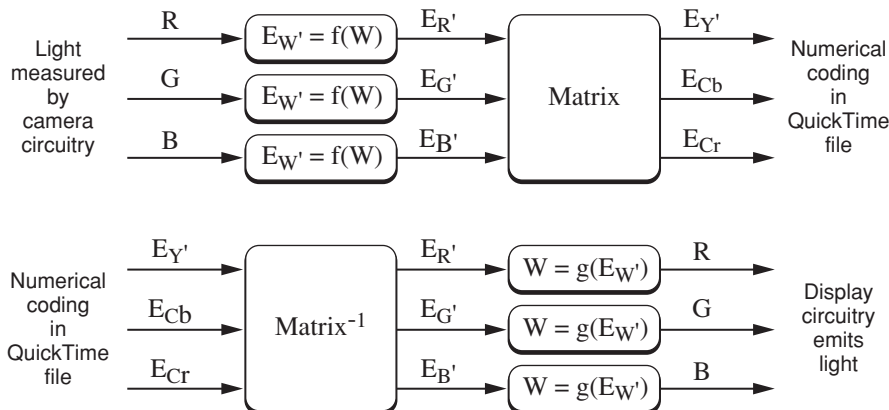 Light
measured
by
camera
circuitry
R
G
B
E_W' = f(W)
E_W' = f(W)
E_W' = f(W)
E_R'
E_G'
E_B'
Matrix
E_Y'
E_Cb
E_Cr
Numerical
coding
in
QuickTime
file
Numerical
coding
in
QuickTime
file
E_Y'
E_Cb
E_Cr
Matrix⁻¹
E_R'
E_G'
E_B'
W = g(E_W')
W = g(E_W')
W = g(E_W')
R
G
B
Display
circuitry
emits
light